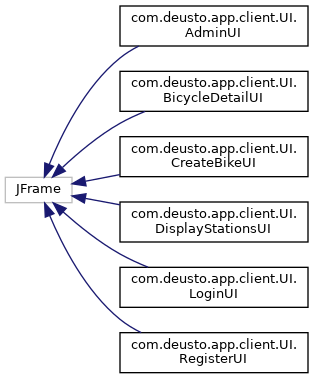 com.deusto.app.client.UI.
AdminUI
com.deusto.app.client.UI.
BicycleDetailUI
com.deusto.app.client.UI.
CreateBikeUI
JFrame
com.deusto.app.client.UI.
DisplayStationsUI
com.deusto.app.client.UI.
LoginUI
com.deusto.app.client.UI.
RegisterUI